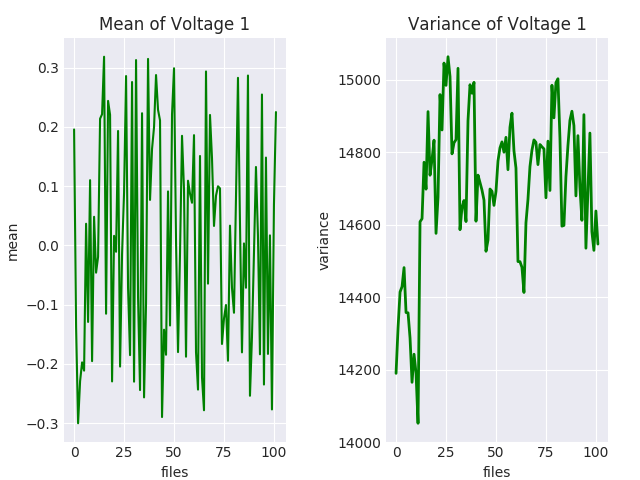 Mean of Voltage 1
0.3
0.2
0.1
0.0
−0.1
−0.2
−0.3
mean
0 25 50 75 100
files
Variance of Voltage 1
15000
14800
14600
14400
14200
14000
variance
0 25 50 75 100
files